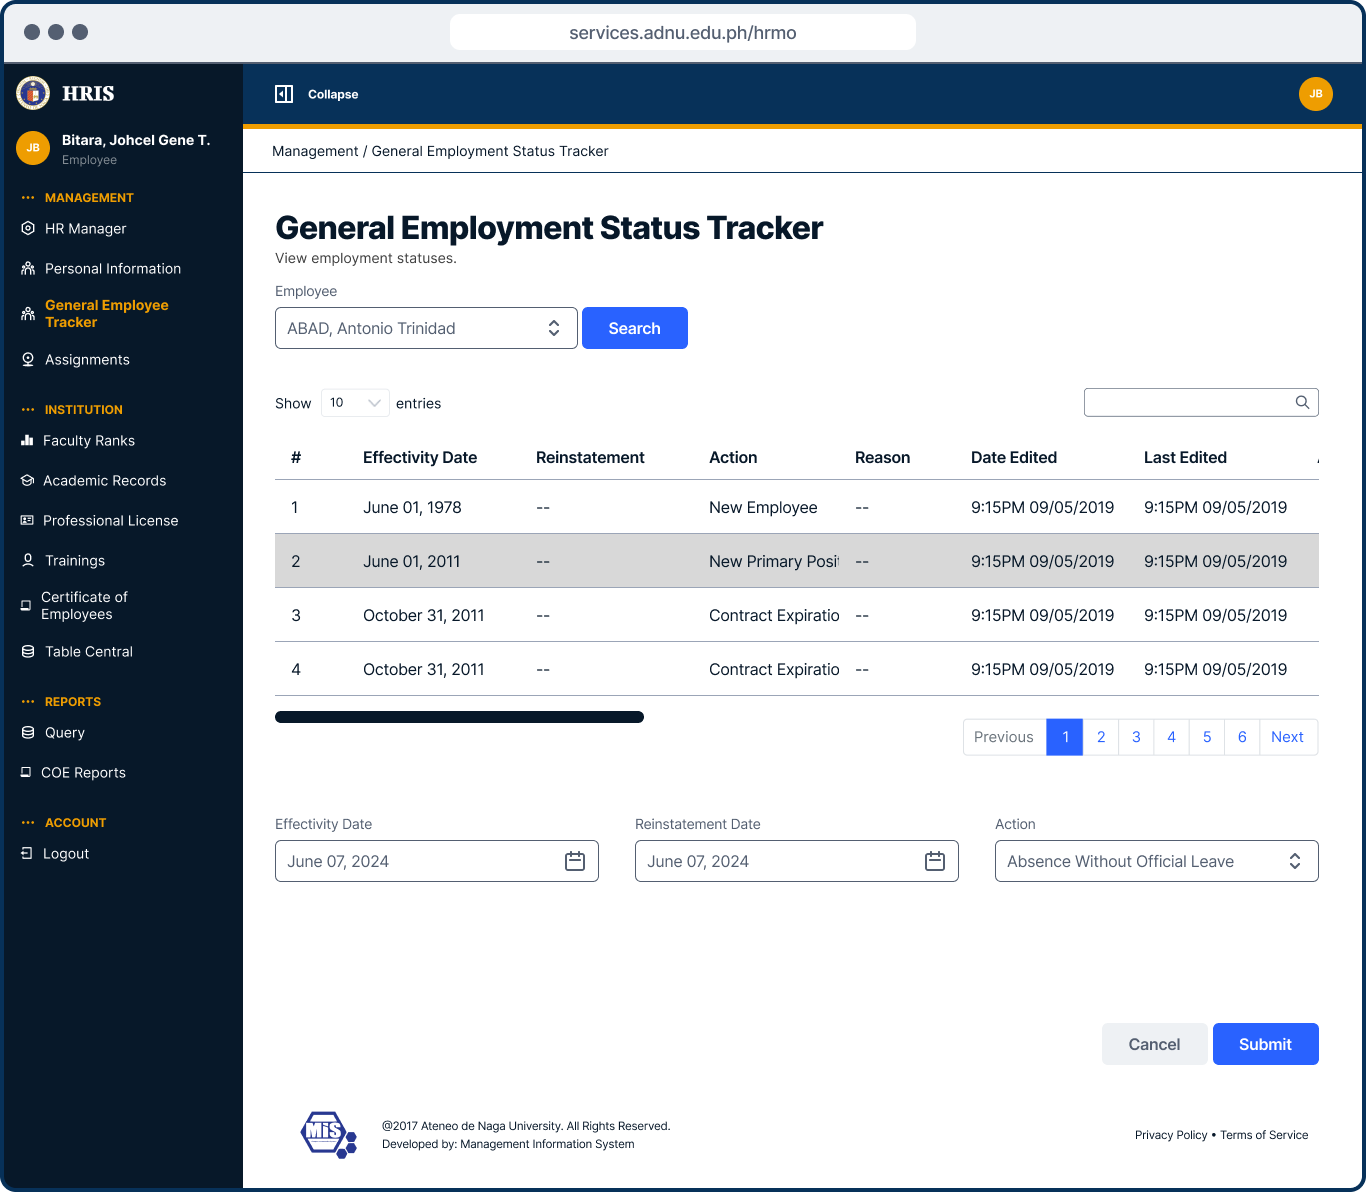 services.adnu.edu.ph/hrmo
HRIS
Collapse
JB
JB
Bitara, Johcel Gene T.
Employee
Management / General Employment Status Tracker
MANAGEMENT
HR Manager
Personal Information
General Employee
Tracker
Assignments
INSTITUTION
Faculty Ranks
Academic Records
Professional License
Trainings
Certificate of
Employees
Table Central
REPORTS
Query
COE Reports
ACCOUNT
Logout
General Employment Status Tracker
View employment statuses.
Employee
ABAD, Antonio Trinidad
Search
Show 10 entries
# Effectivity Date Reinstatement Action Reason Date Edited Last Edited
1 June 01, 1978 -- New Employee -- 9:15PM 09/05/2019 9:15PM 09/05/2019
2 June 01, 2011 -- New Primary Posit -- 9:15PM 09/05/2019 9:15PM 09/05/2019
3 October 31, 2011 -- Contract Expiratio -- 9:15PM 09/05/2019 9:15PM 09/05/2019
4 October 31, 2011 -- Contract Expiratio -- 9:15PM 09/05/2019 9:15PM 09/05/2019
Previous 1 2 3 4 5 6 Next
Effectivity Date Reinstatement Date Action
June 07, 2024 June 07, 2024 Absence Without Official Leave
Cancel Submit
MIS
@2017 Ateneo de Naga University. All Rights Reserved.
Developed by: Management Information System
Privacy Policy • Terms of Service